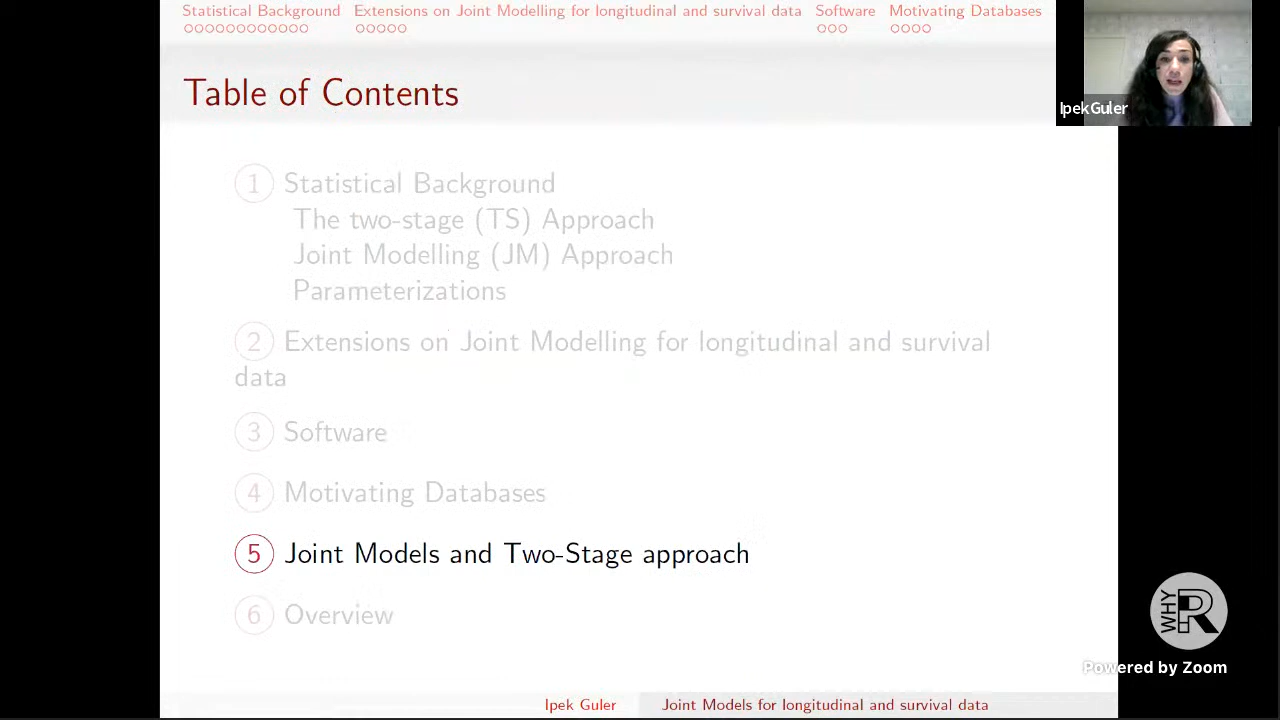 Statistical Background Extensions on Joint Modelling for longitudinal and survival data Software Motivating Databases
Table of Contents
IpekGuler
1 Statistical Background
The two-stage (TS) Approach
Joint Modelling (JM) Approach
Parameterizations
2 Extensions on Joint Modelling for longitudinal and survival
data
3 Software
4 Motivating Databases
5 Joint Models and Two-Stage approach
6 Overview
WHY R
Powered by Zoom
Ipek Guler Joint Models for longitudinal and survival data